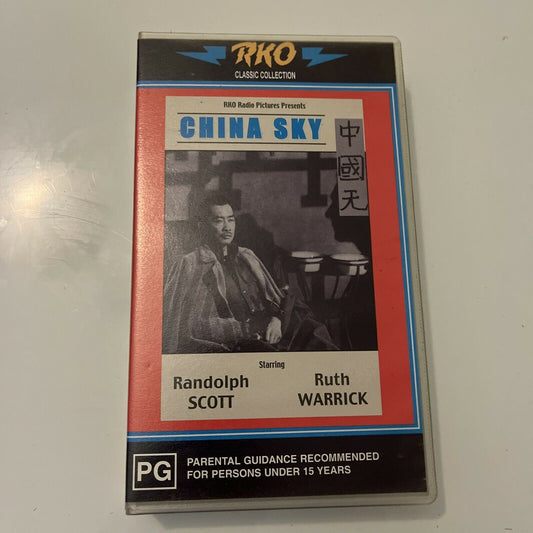 RKO
CLASSIC COLLECTION
RKO Radio Pictures Presents
CHINA SKY
中
國
天
Starring
Randolph
SCOTT
Ruth
WARRICK
PG
PARENTAL GUIDANCE RECOMMENDED
FOR PERSONS UNDER 15 YEARS